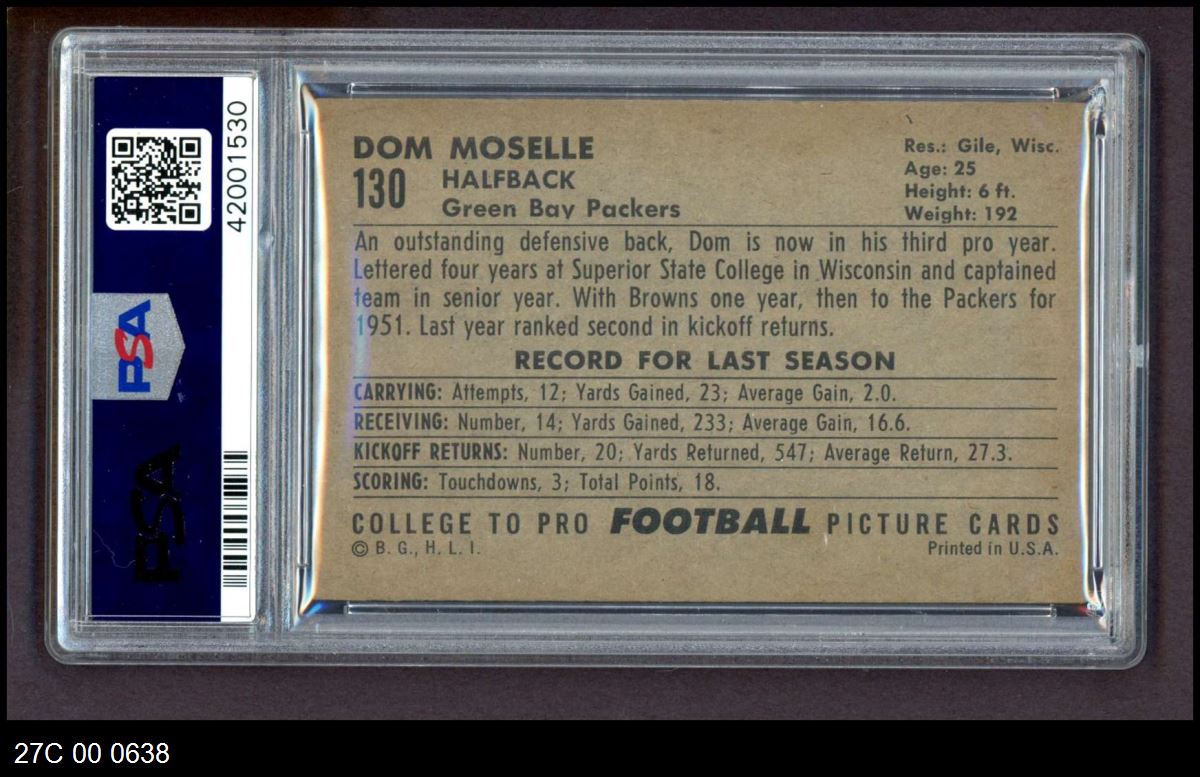 42001530
PSA
PSA
DOM MOSELLE
130
HALFBACK
Green Bay Packers
Res.: Gile, Wisc.
Age: 25
Height: 6 ft.
Weight: 192
An outstanding defensive back, Dom is now in his third pro year.
Lettered four years at Superior State College in Wisconsin and captained
team in senior year. With Browns one year, then to the Packers for
1951. Last year ranked second in kickoff returns.
RECORD FOR LAST SEASON
CARRYING: Attempts, 12; Yards Gained, 23; Average Gain, 2.0.
RECEIVING: Number, 14; Yards Gained, 233; Average Gain, 16.6.
KICKOFF RETURNS: Number, 20; Yards Returned, 547; Average Return, 27.3.
SCORING: Touchdowns, 3; Total Points, 18.
COLLEGE TO PRO FOOTBALL PICTURE CARDS
© B. G., H. L. I.
Printed in U.S.A.
27C 00 0638